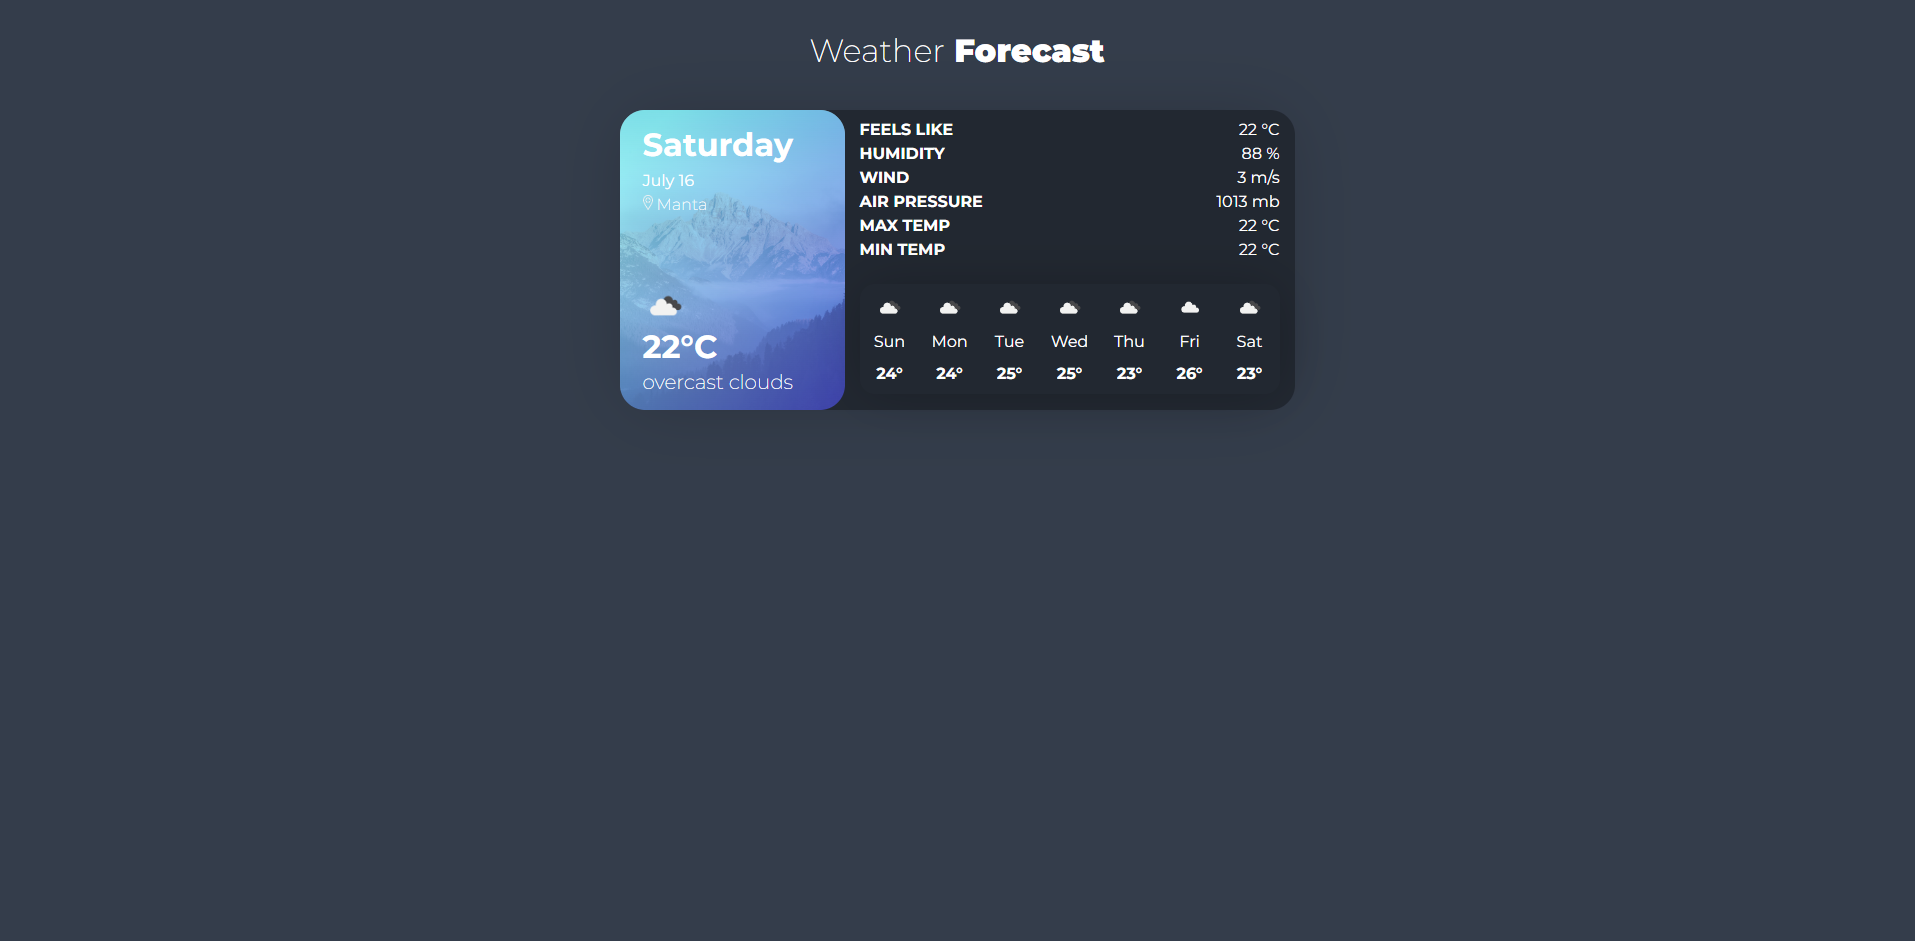 Weather Forecast
Saturday
July 16
Manta
22°C
overcast clouds
FEELS LIKE 22 °C
HUMIDITY 88 %
WIND 3 m/s
AIR PRESSURE 1013 mb
MAX TEMP 22 °C
MIN TEMP 22 °C
Sun Mon Tue Wed Thu Fri Sat
24° 24° 25° 25° 23° 26° 23°